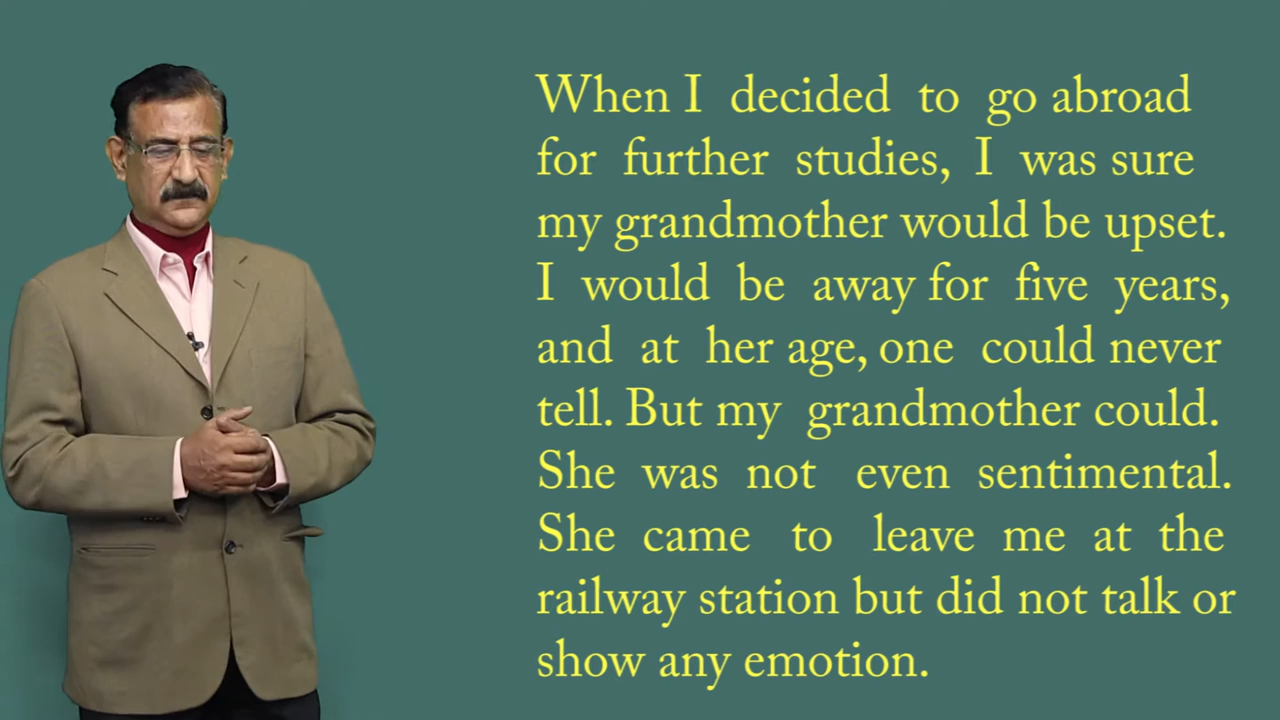 When I decided to go abroad
for further studies, I was sure
my grandmother would be upset.
I would be away for five years,
and at her age, one could never
tell. But my grandmother could.
She was not even sentimental.
She came to leave me at the
railway station but did not talk or
show any emotion.